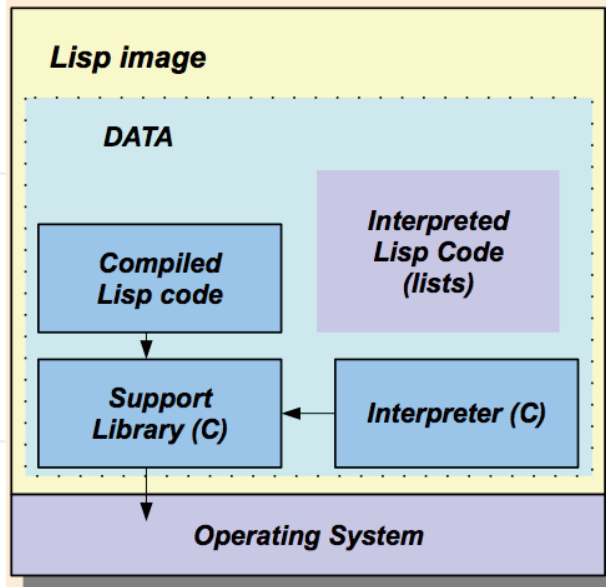 Lisp image
DATA
Interpreted
Lisp Code
(lists)
Compiled
Lisp code
Support
Library (C)
Interpreter (C)
Operating System